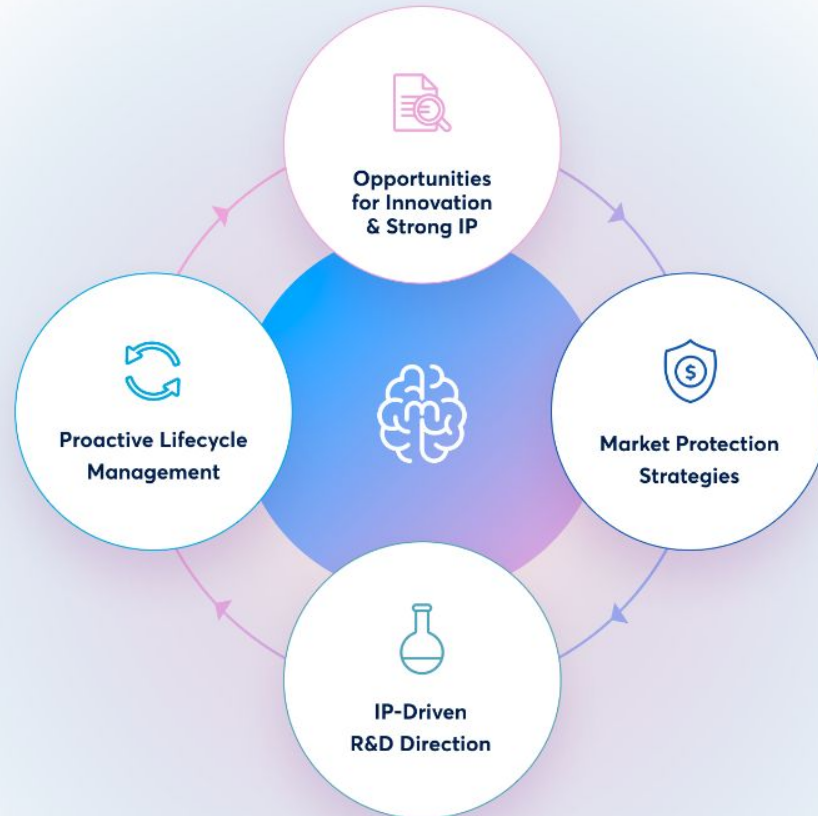 Opportunities
for Innovation
& Strong IP
Proactive Lifecycle
Management
$
Market Protection
Strategies
IP-Driven
R&D Direction